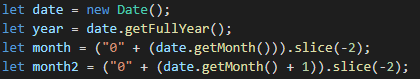 let date = new Date();
let year = date.getFullYear();
let month = ("0" + (date.getMonth())).slice(-2);
let month2 = ("0" + (date.getMonth() + 1)).slice(-2);